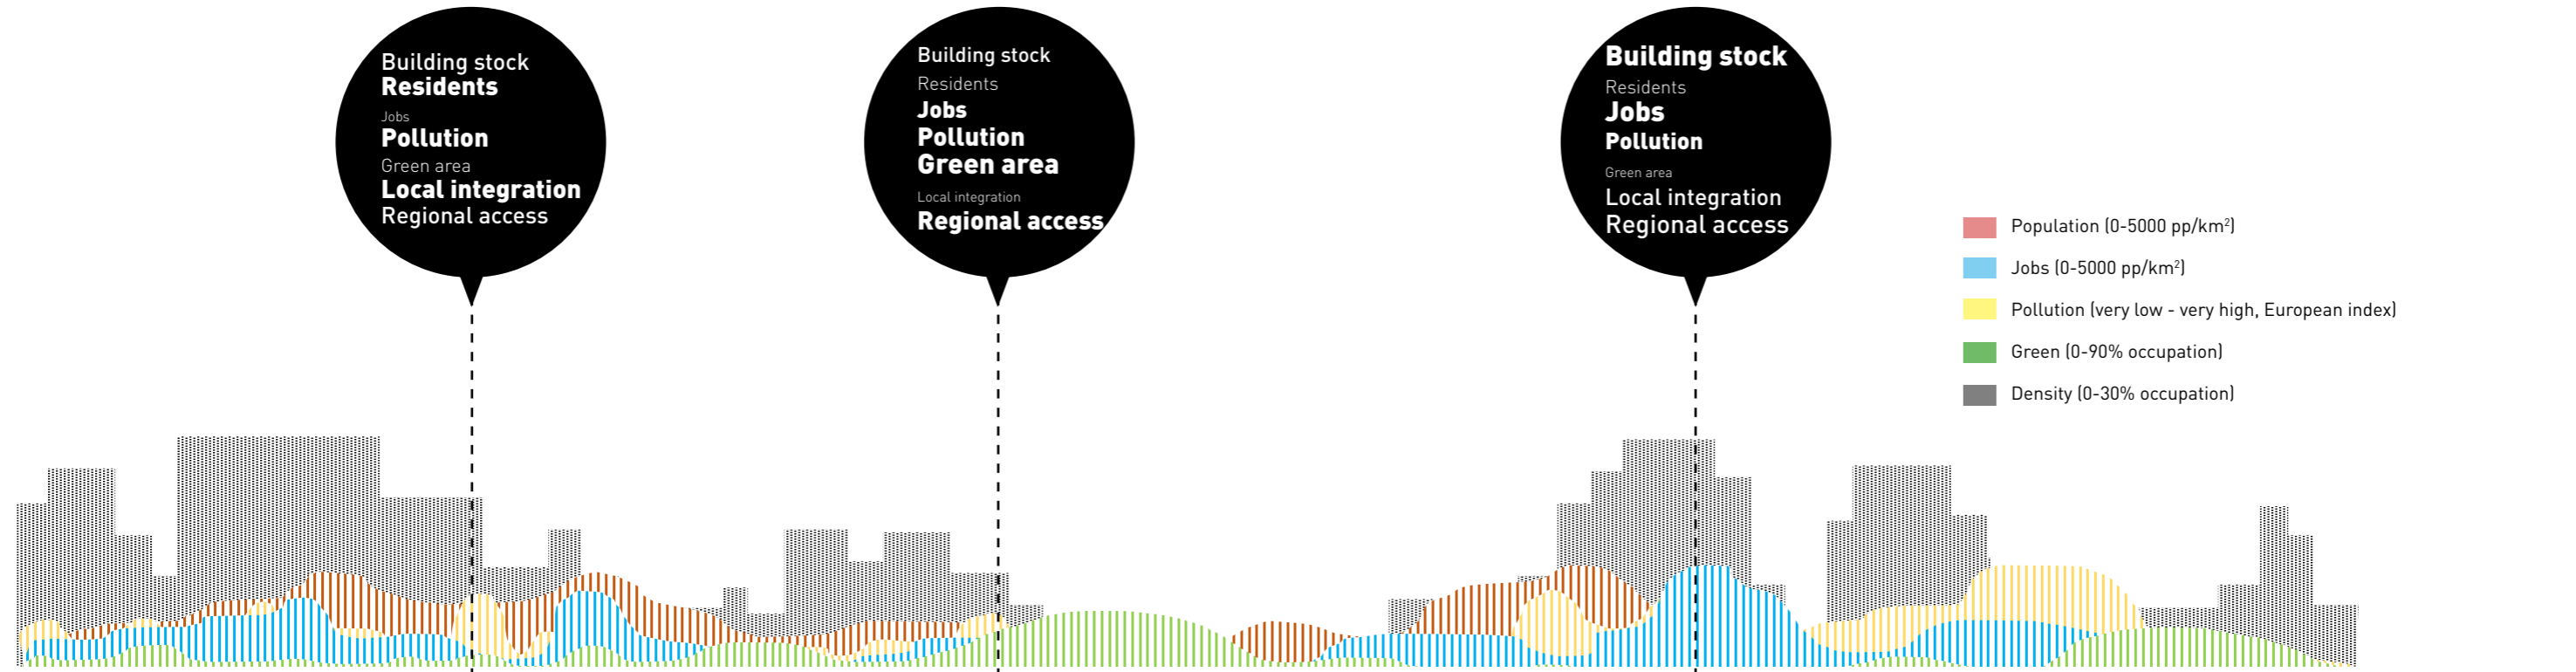 Building stock
Residents
Jobs
Pollution
Green area
Local integration
Regional access
Building stock
Residents
Jobs
Pollution
Green area
Local integration
Regional access
Building stock
Residents
Jobs
Pollution
Green area
Local integration
Regional access
Population (0-5000 pp/km²)
Jobs (0-5000 pp/km²)
Pollution (very low - very high, European index)
Green (0-90% occupation)
Density (0-30% occupation)